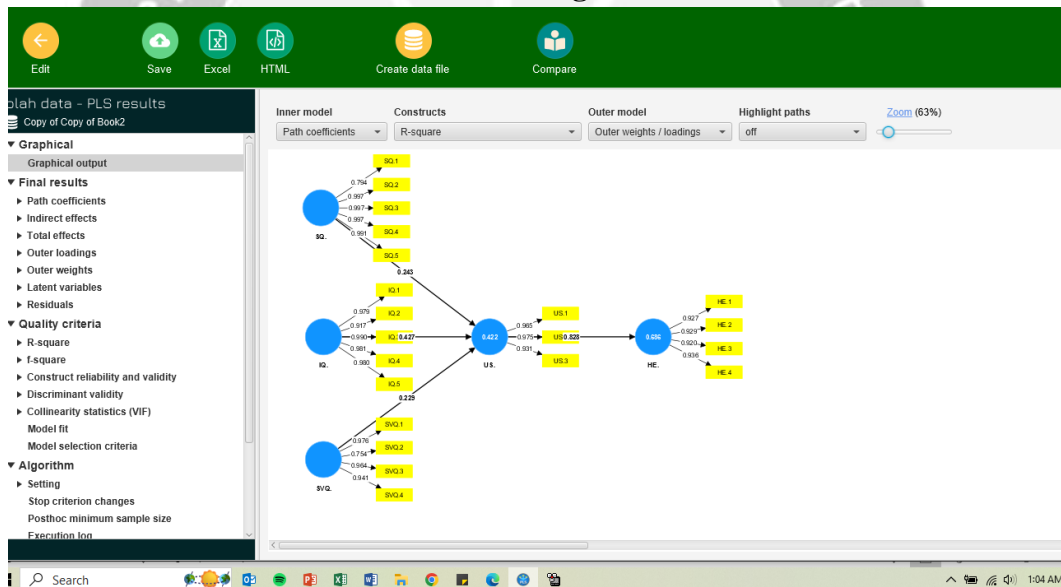 Edit
Save
Excel
HTML
Create data file
Compare
olah data - PLS results
Copy of Copy of Book2
Graphical
Graphical output
Final results
Path coefficients
Indirect effects
Total effects
Outer loadings
Outer weights
Latent variables
Residuals
Quality criteria
R-square
f-square
Construct reliability and validity
Discriminant validity
Collinearity statistics (VIF)
Model fit
Model selection criteria
Algorithm
Setting
Stop criterion changes
Posthoc minimum sample size
Execution log
Inner model
Constructs
Outer model
Highlight paths
Zoom (63%)
Path coefficients
R-square
Outer weights / loadings
off
SQ.1
0.794
SQ.2
0.997
SQ.3
0.997
0.997
SQ.4
0.991
SQ.
SQ.5
0.243
IQ.1
0.979
IQ.2
0.917
0.990
0.427
0.981
IQ.4
0.980
IQ.
IQ.5
0.229
SVQ.1
0.976
SVQ.2
0.754
0.964
SVQ.3
0.941
SVQ.
SVQ.4
0.422
US.
US.1
0.965
0.975
US
0.828
0.931
US.3
0.686
HE.
HE.1
0.927
HE.2
0.929
0.920
HE.3
0.936
HE.4
Search
1:04 AM